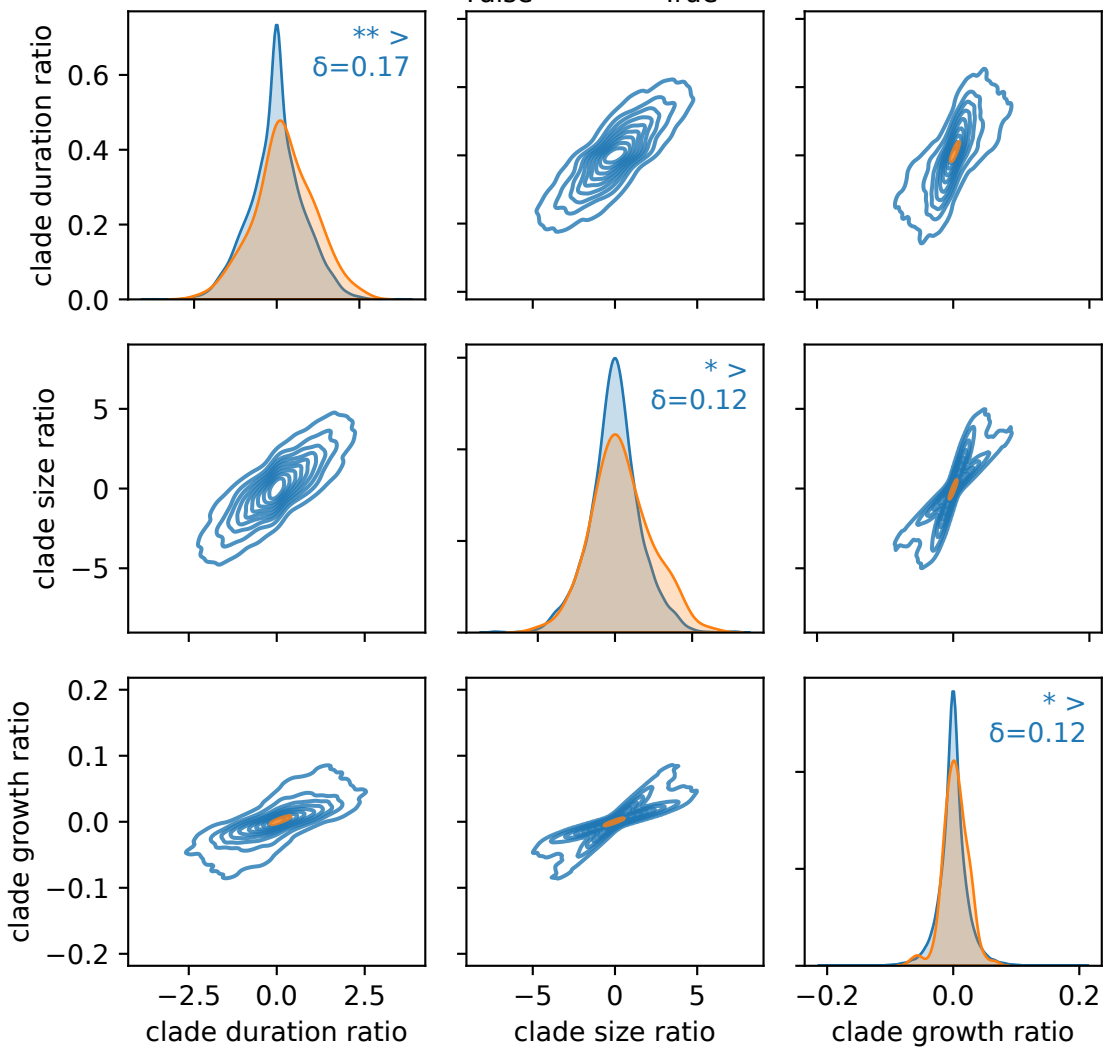 ** >
δ=0.17
clade duration ratio
0.6
0.4
0.2
0.0
* >
δ=0.12
clade size ratio
5
0
−5
* >
δ=0.12
clade growth ratio
0.2
0.1
0.0
−0.1
−0.2
−2.5 0.0 2.5
−5 0 5
−0.2 0.0 0.2
clade duration ratio
clade size ratio
clade growth ratio